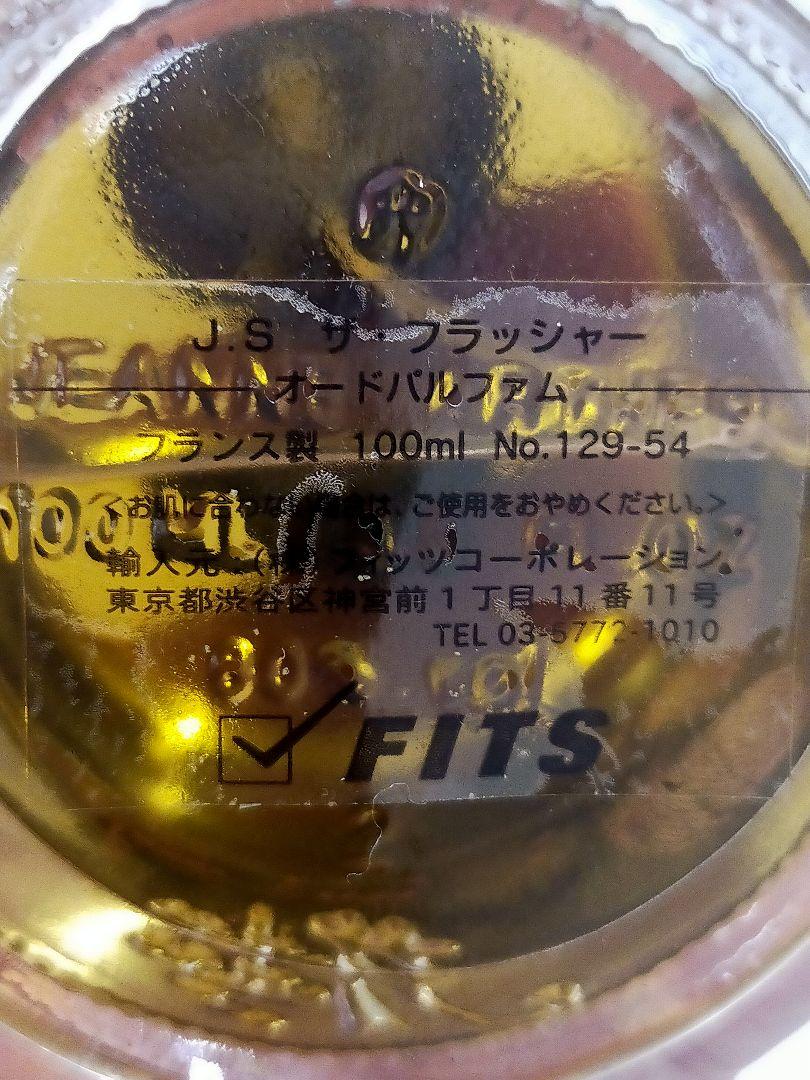 J.S ザ・フラッシャー
オードパルファム
フランス製 100ml No.129-54
<お肌に合わな は、ご使用をおやめください。>
輸入元:(株) フィッツコーポレーション
東京都渋谷区神宮前1丁目11番11号
TEL 03-5772-1010
FITS